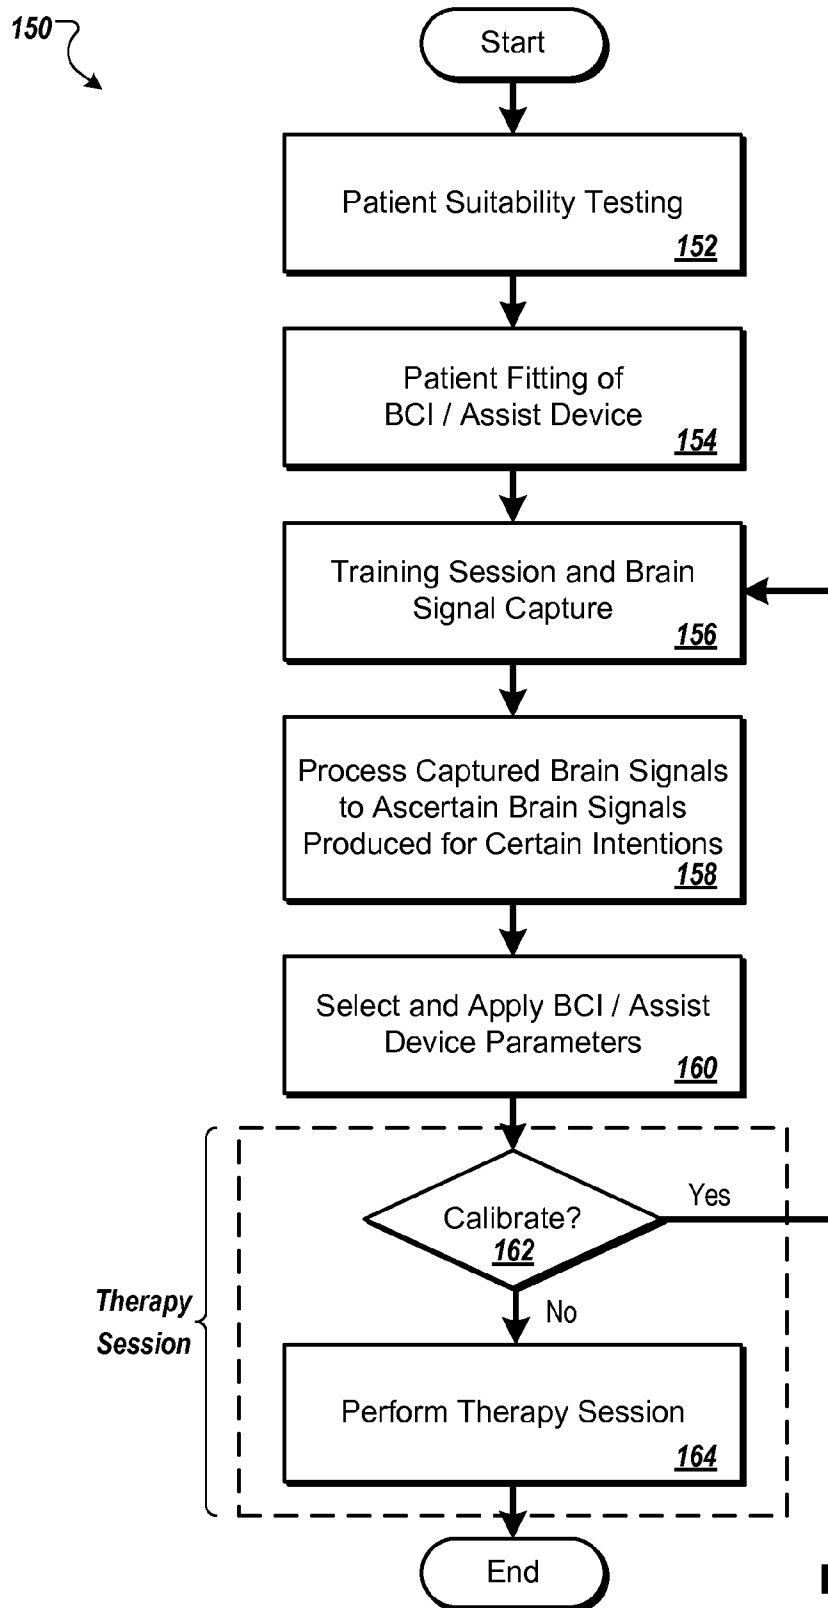 150
Start
Patient Suitability Testing
152
Patient Fitting of
BCI / Assist Device
154
Training Session and Brain
Signal Capture
156
Process Captured Brain Signals
to Ascertain Brain Signals
Produced for Certain Intentions
158
Select and Apply BCI / Assist
Device Parameters
160
Calibrate?
162
Yes
No
Therapy
Session
Perform Therapy Session
164
End